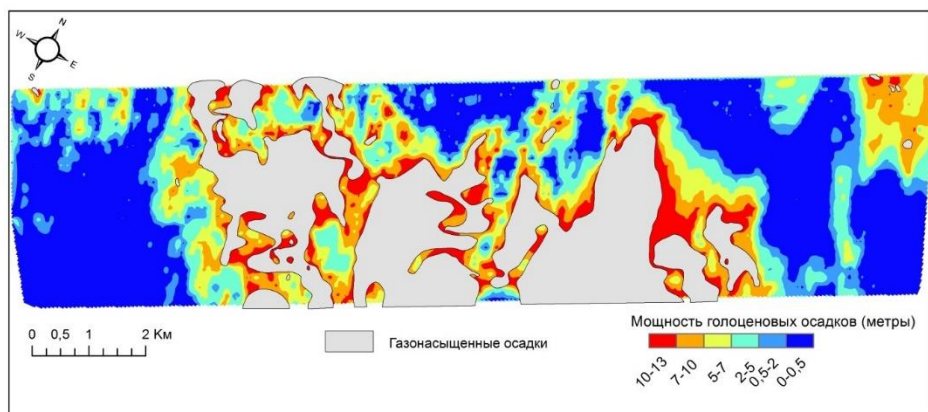 N
W
E
S
0 0,5 1 2 Км
Газонасыщенные осадки
Мощность голоценовых осадков (метры)
10-13
7-10
5-7
2-5
0,5-2
0-0,5